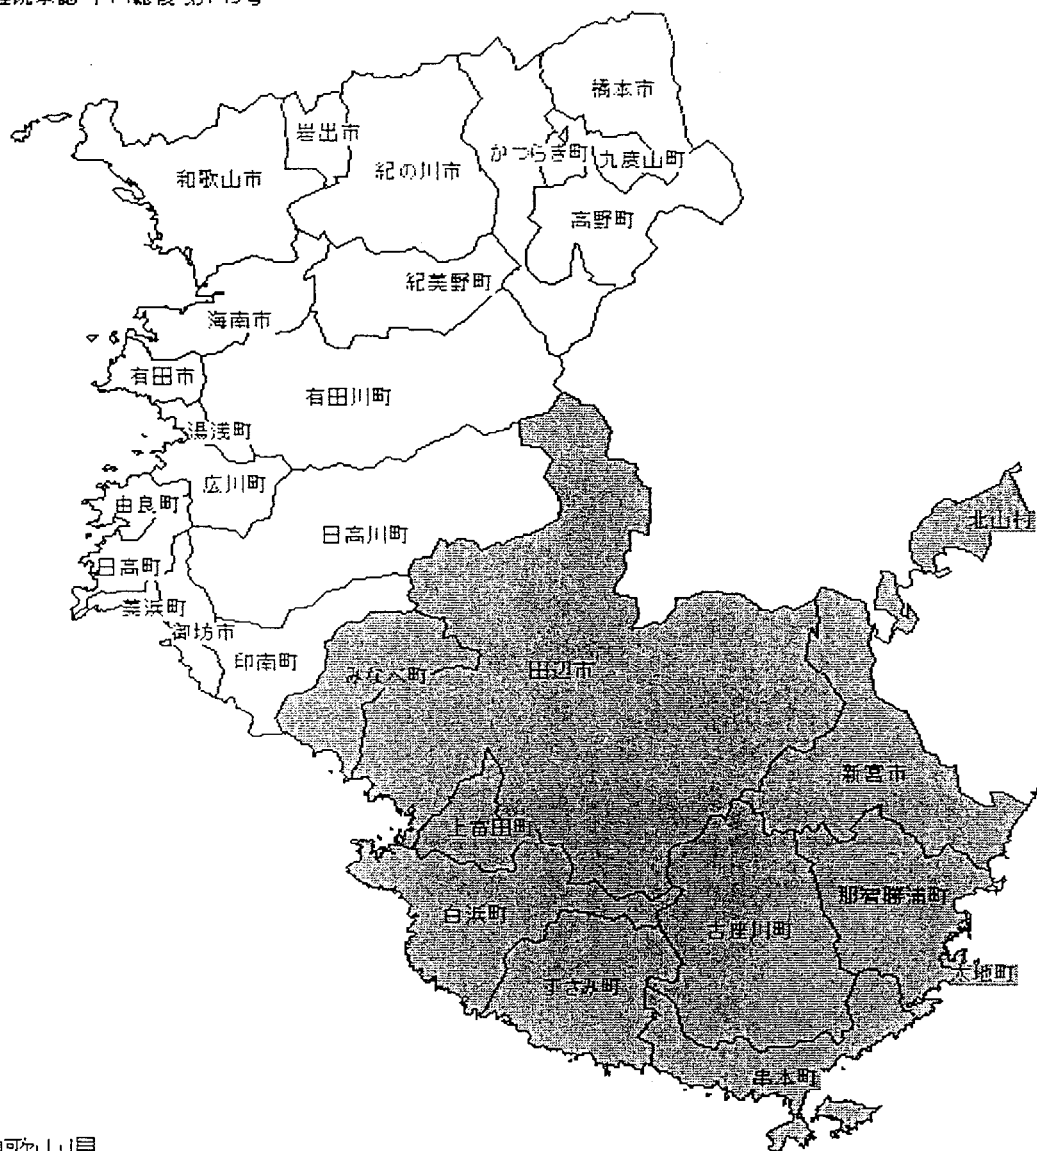 橋本市
岩出市
かつらぎ町
九度山町
和歌山市
紀の川市
高野町
紀美野町
海南市
有田市
有田川町
湯浅町
広川町
由良町
北山村
日高川町
日高町
美浜町
御坊市
印南町
みなべ町
田辺市
新宮市
上富田町
那智勝浦町
白浜町
古座川町
太地町
すさみ町
串本町